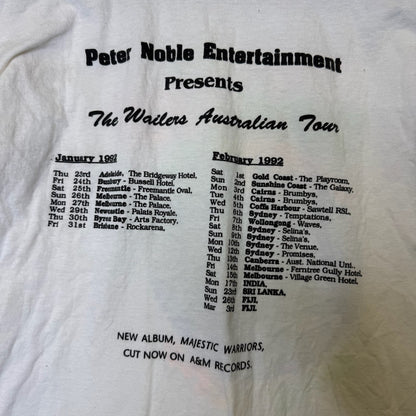 Peter Noble Entertainment
Presents
The Wailers Australian Tour
January 1992
Thu 23rd Adelaide, The Bridgeway Hotel,
Fri 24th Bunbury - Bussell Hotel,
Sat 25th Fremantle - Fremantle Oval,
Sun 26th Melbourne - The Palace,
Mon 27th Melbourne - The Palace,
Wed 29th Newcastle - Palais Royale,
Thu 30th Byron Bay - Arts Factory,
Fri 31st Brisbane - Rockarena,
February 1992
Sat 1st Gold Coast - The Playroom,
Sun 2nd Sunshine Coast - The Galaxy,
Mon 3rd Cairns - Brumbys,
Tue 4th Cairns - Brumbys,
Wed 5th Coffs Harbour - Sawtell RSL,
Thu 6th Sydney - Temptations,
Fri 7th Wollongong - Waves,
Sat 8th Sydney - Selina's,
Sun 9th Sydney - Selina's,
Mon 10th Sydney - The Venue,
Wed 12th Sydney - Promises,
Thu 13th Canberra - Aust. National Uni.,
Fri 14th Melbourne - Ferntree Gully Hotel,
Sat 15th Melbourne - Village Green Hotel,
Mon 17th INDIA,
Sun 23rd SRI LANKA,
Wed 26th FIJI,
Mar 3rd FIJI.
NEW ALBUM, MAJESTIC WARRIORS,
CUT NOW ON A&M RECORDS.